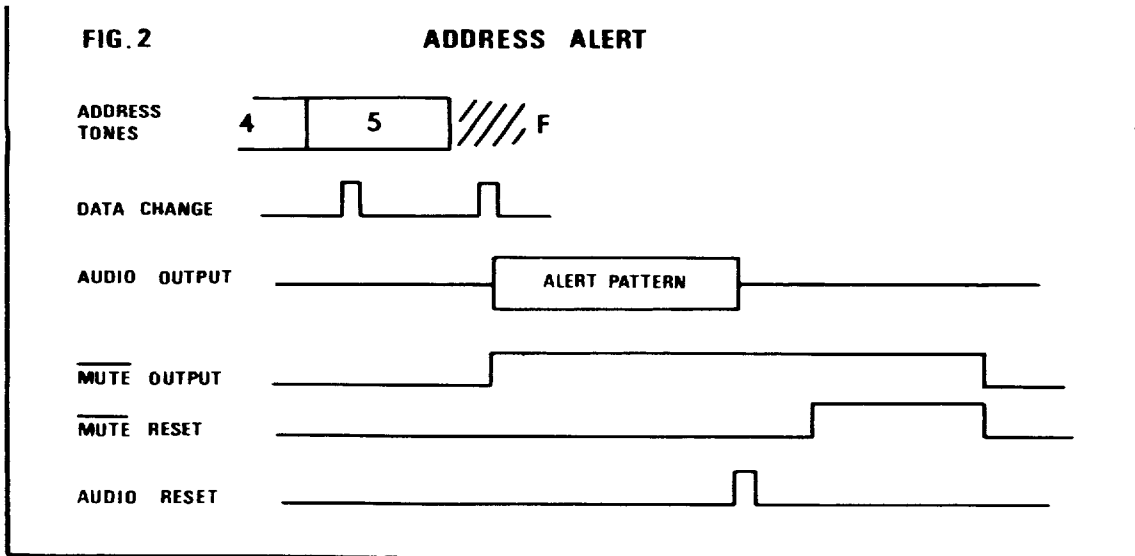 FIG. 2
ADDRESS ALERT
ADDRESS
TONES
4
5
F
DATA CHANGE
AUDIO OUTPUT
ALERT PATTERN
MUTE OUTPUT
MUTE RESET
AUDIO RESET